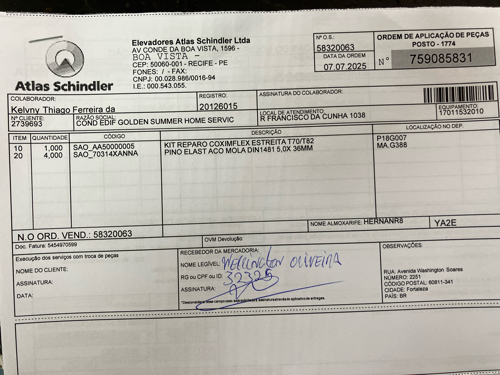 Atlas Schindler
Elevadores Atlas Schindler Ltda
AV CONDE DA BOA VISTA, 1596 -
BOA VISTA -
CEP: 50060-001 - RECIFE - PE
FONES: / - FAX:
CNPJ: 00.028.986/0016-94
I.E.: 000.543.055.
Nº O.S.:
58320063
DATA DA ORDEM
07.07.2025
ORDEM DE APLICAÇÃO DE PEÇAS
POSTO - 1774
N° 759085831
COLABORADOR:
Kelvny Thiago Ferreira da
REGISTRO:
20126015
ASSINATURA DO COLABORADOR:
EQUIPAMENTO:
17011532010
Nº CLIENTE:
2739693
RAZÃO SOCIAL
COND EDIF GOLDEN SUMMER HOME SERVIC
LOCAL DE INSTALAÇÃO:
R FRANCISCO DA CUNHA 1038
ITEM QUANTIDADE CÓDIGO DESCRIÇÃO LOCALIZAÇÃO NO DEP.
10 1,000 SAO_AA50000005 KIT REPARO COXIMFLEX ESTREITA T70/T82 P18G007
20 4,000 SAO_70314XANNA PINO ELAST ACO MOLA DIN1481 5,0X 36MM MA.G388
NOME ALMOXARIFE: HERNANR8 YA2E
N.O ORD. VEND.: 58320063
OVM Devolução:
Doc. Fatura: 5454970599
Execução dos serviços com troca de peças
NOME DO CLIENTE:
ASSINATURA:
DATA:
RECEBEDOR DA MERCADORIA:
NOME LEGÍVEL: WELLINGTON OLIVEIRA
RG ou CPF ou ID: 32325
ASSINATURA:
OBSERVAÇÕES:
RUA: Avenida Washington Soares
NÚMERO: 2251
CÓDIGO POSTAL: 60811-341
CIDADE: Fortaleza
PAÍS: BR